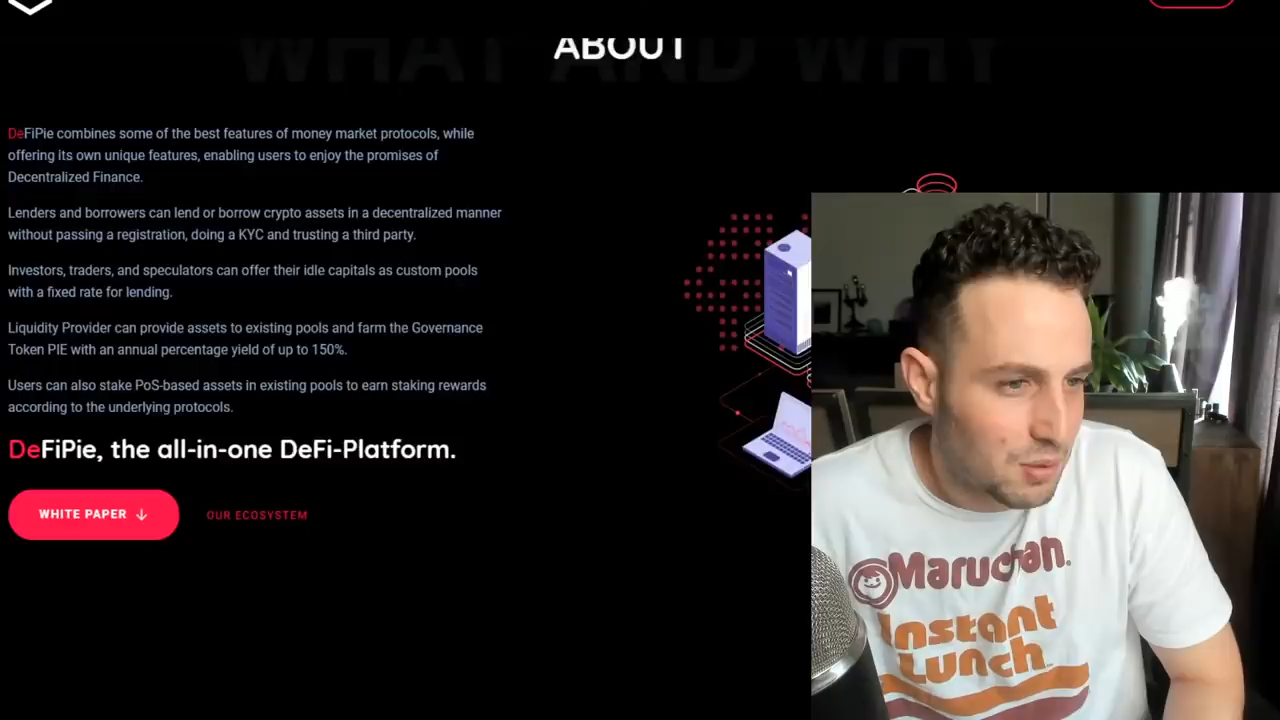 WHAT AND WHY
ABOUT
DeFiPie combines some of the best features of money market protocols, while
offering its own unique features, enabling users to enjoy the promises of
Decentralized Finance.
Lenders and borrowers can lend or borrow crypto assets in a decentralized manner
without passing a registration, doing a KYC and trusting a third party.
Investors, traders, and speculators can offer their idle capitals as custom pools
with a fixed rate for lending.
Liquidity Provider can provide assets to existing pools and farm the Governance
Token PIE with an annual percentage yield of up to 150%.
Users can also stake PoS-based assets in existing pools to earn staking rewards
according to the underlying protocols.
DeFiPie, the all-in-one DeFi-Platform.
WHITE PAPER
OUR ECOSYSTEM
Maruchan.
Instant
Lunch